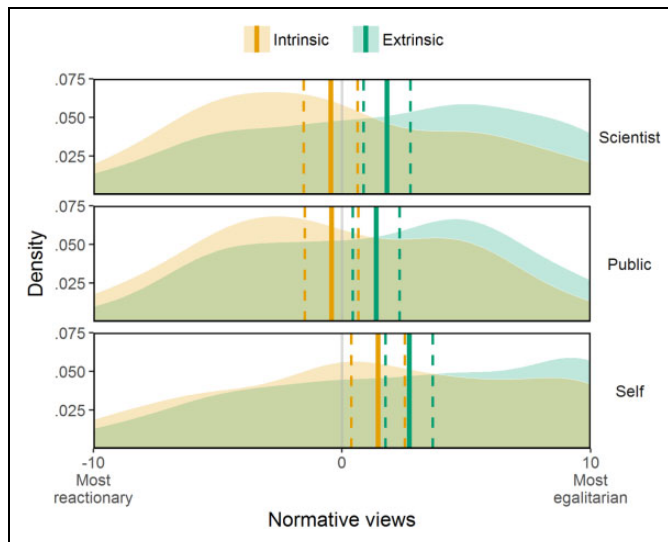 Intrinsic Extrinsic
.075
.050
.025
Scientist
.075
.050
.025
Public
.075
.050
.025
Self
Density
-10 0 10
Most reactionary
Most egalitarian
Normative views